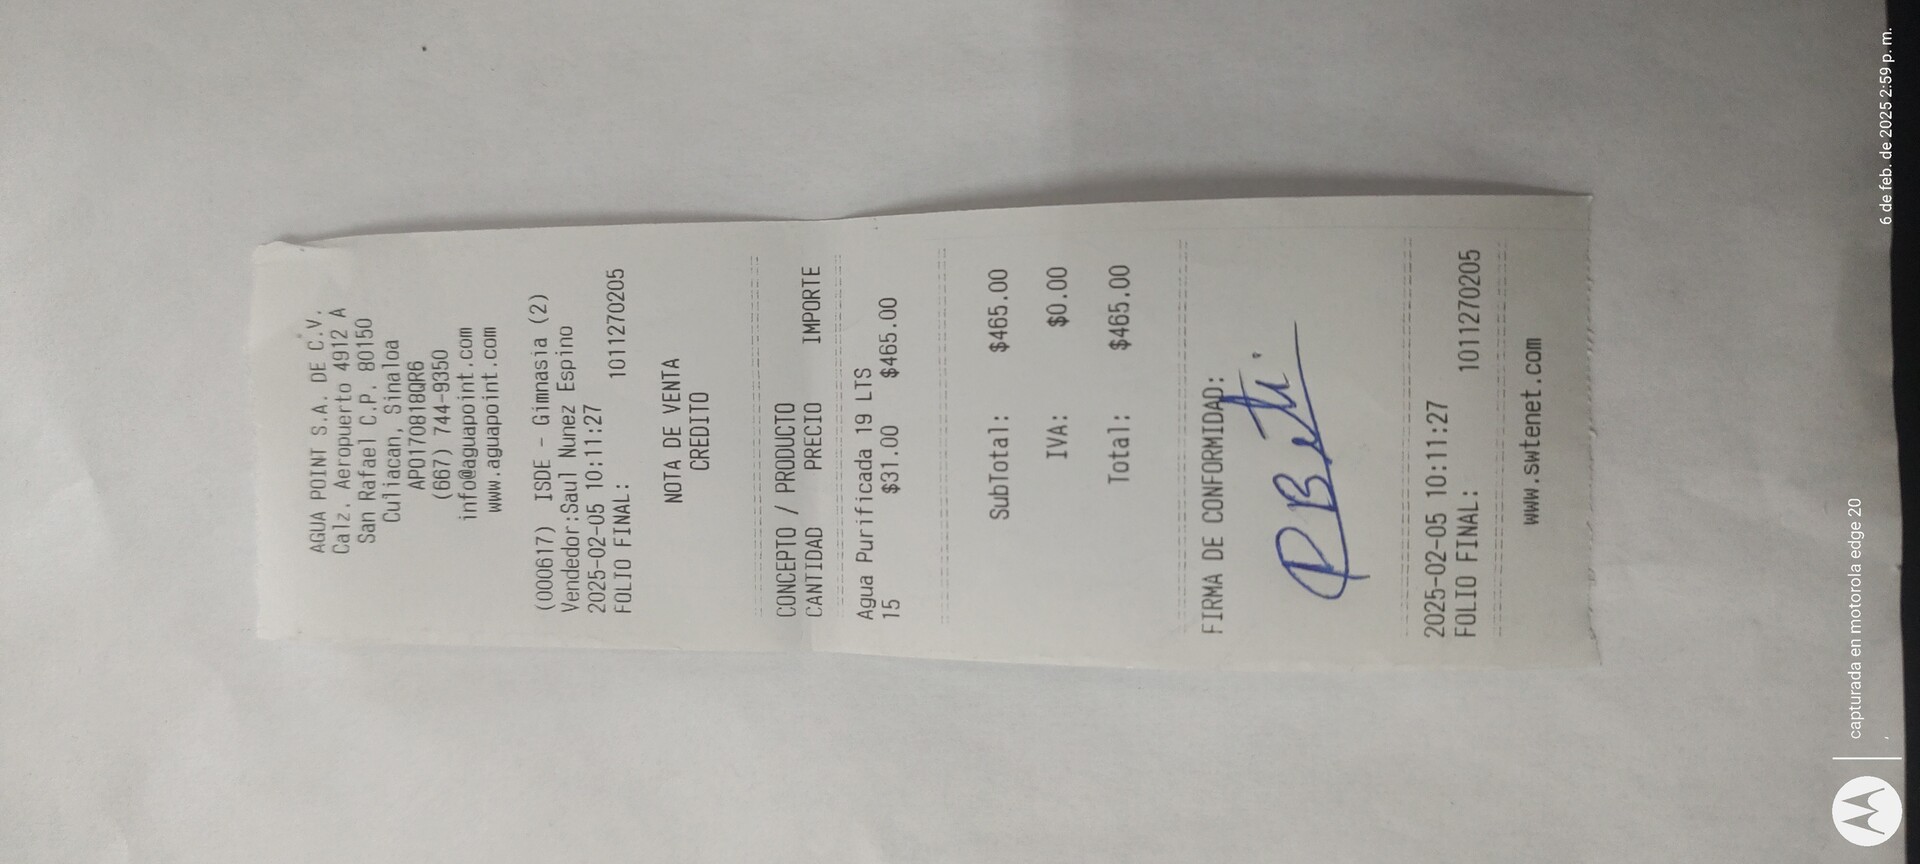 AGUA POINT S.A. DE C.V.
Calz. Aeropuerto 4912 A
San Rafael C.P. 80150
Culiacan, Sinaloa
APO170818QR6
(667) 744-9350
info@aguapoint.com
www.aguapoint.com
(000617) ISDE - Gimnasia (2)
Vendedor:Saul Nunez Espino
2025-02-05 10:11:27
FOLIO FINAL: 1011270205
NOTA DE VENTA
CREDITO
CONCEPTO / PRODUCTO
CANTIDAD PRECIO IMPORTE
Agua Purificada 19 LTS
15 $31.00 $465.00
SubTotal: $465.00
IVA: $0.00
Total: $465.00
FIRMA DE CONFORMIDAD:
2025-02-05 10:11:27
FOLIO FINAL: 1011270205
www.swtenet.com
capturada en motorola edge 20
6 de feb. de 2025 2:59 p. m.